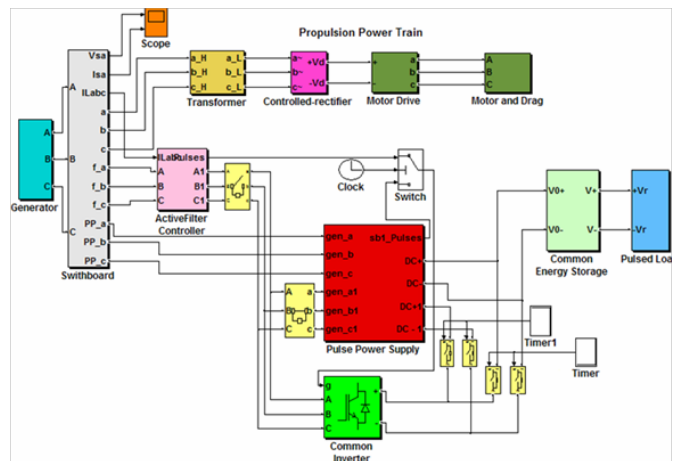 Propulsion Power Train
Vsa
Isa
ILabc
a
b
c
f_a
f_b
f_c
PP_a
PP_b
PP_c
A
B
C
Swithboard
Scope
A
B
C
Generator
a_H
b_H
c_H
a_L
b_L
c_L
Transformer
a~
b~
c~
+Vd
-Vd
Controlled-rectifier
+
-
a
b
c
Motor Drive
A
B
C
Motor and Drag
Pulses
A
B
C
A1
B1
C1
ActiveFilter
Controller
Clock
Switch
gen_a
gen_b
gen_c
gen_a1
gen_b1
gen_c1
sb1_Pulses
DC+
DC-
DC+1
DC - 1
Pulse Power Supply
A
B
C
a
b
c
V0+
V0-
V+
V-
Common
Energy Storage
+Vr
-Vr
Pulsed Loa
Timer1
Timer
g
A
B
C
+
-
Common
Inverter